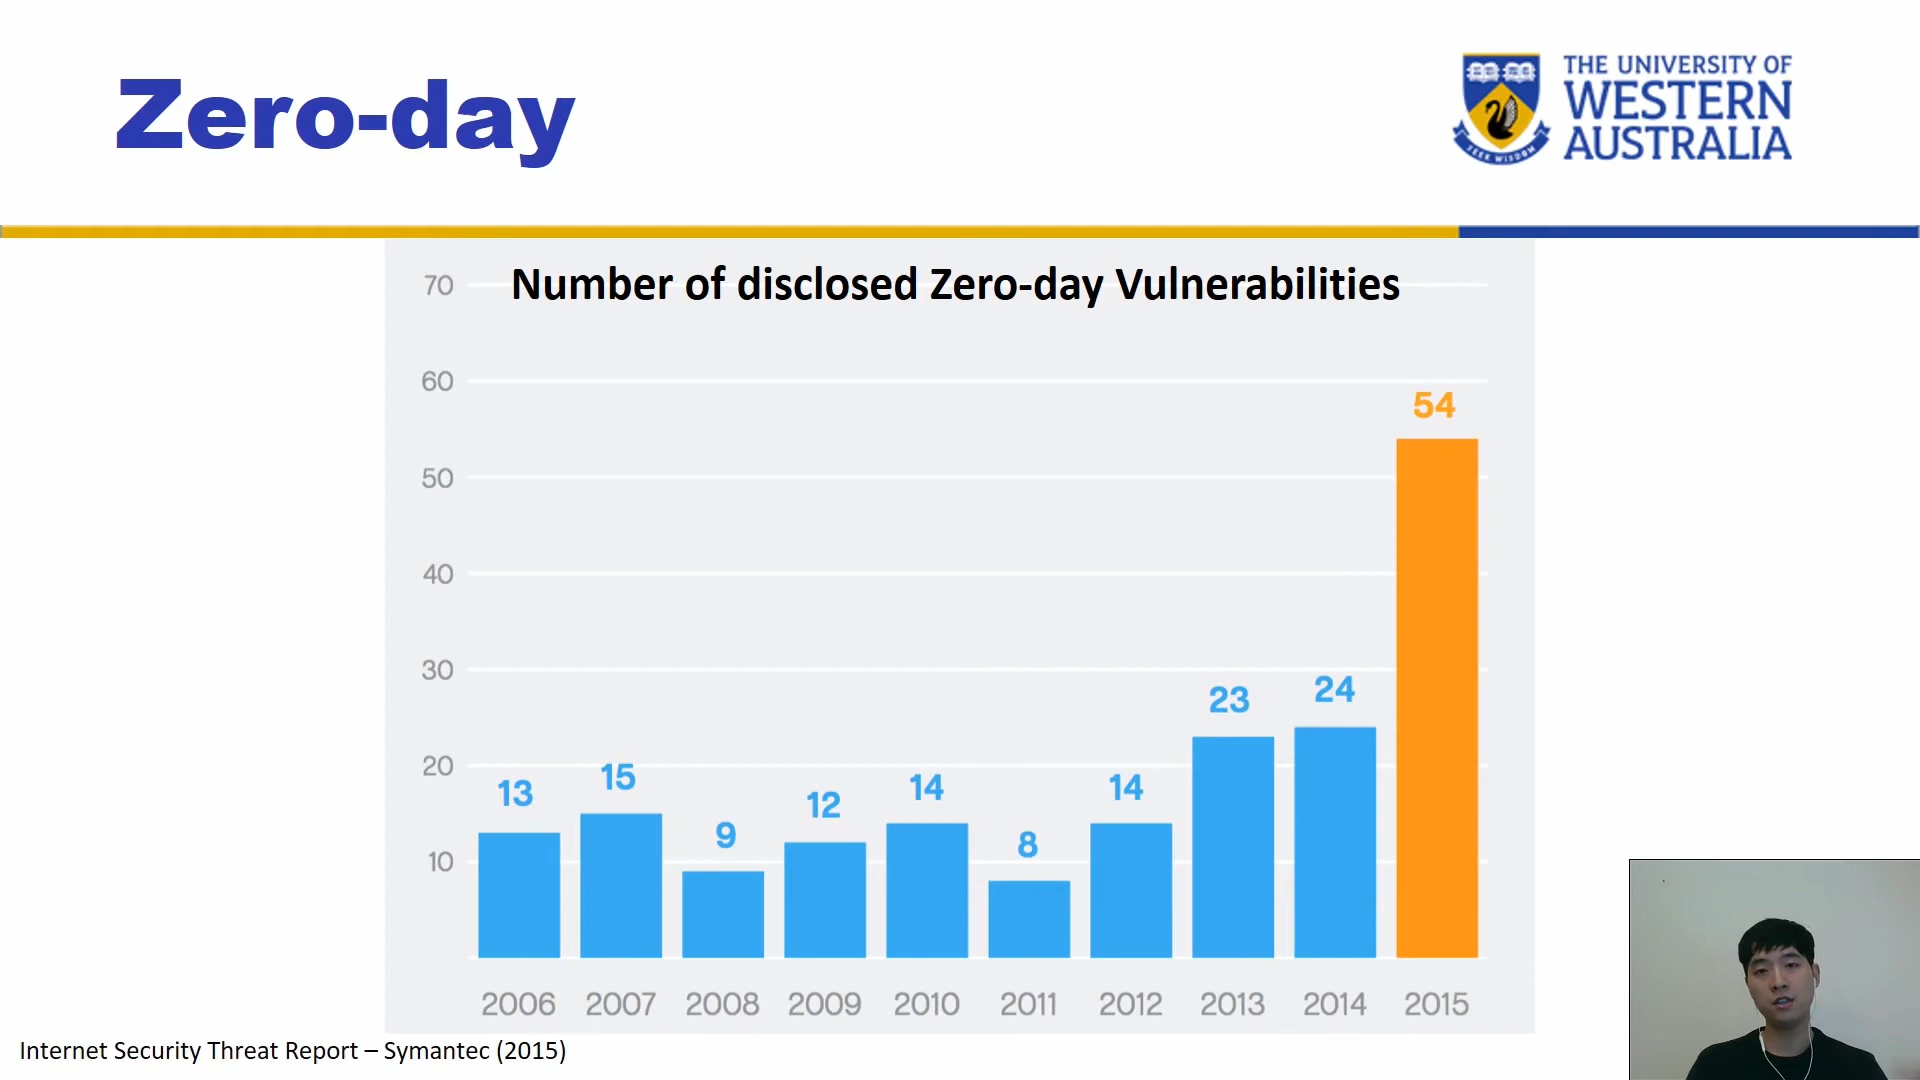 Zero-day
THE UNIVERSITY OF
WESTERN
AUSTRALIA
SEEK WISDOM
Number of disclosed Zero-day Vulnerabilities
70
60
50
40
30
20
10
13
15
9
12
14
8
14
23
24
54
2006 2007 2008 2009 2010 2011 2012 2013 2014 2015
Internet Security Threat Report – Symantec (2015)